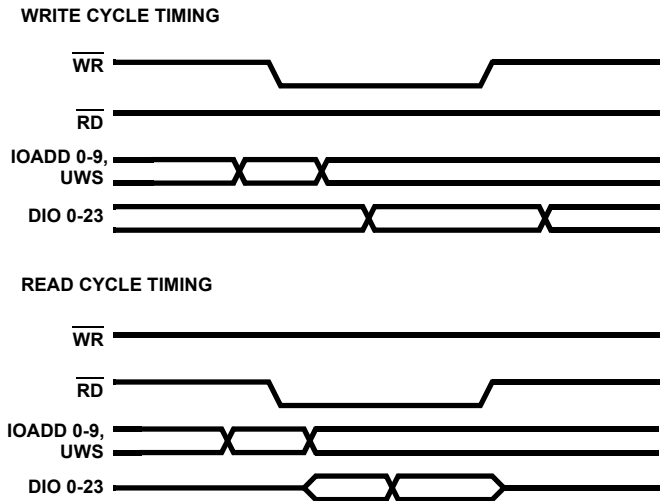 WRITE CYCLE TIMING
WR
RD
IOADD 0-9,
UWS
DIO 0-23
READ CYCLE TIMING
WR
RD
IOADD 0-9,
UWS
DIO 0-23